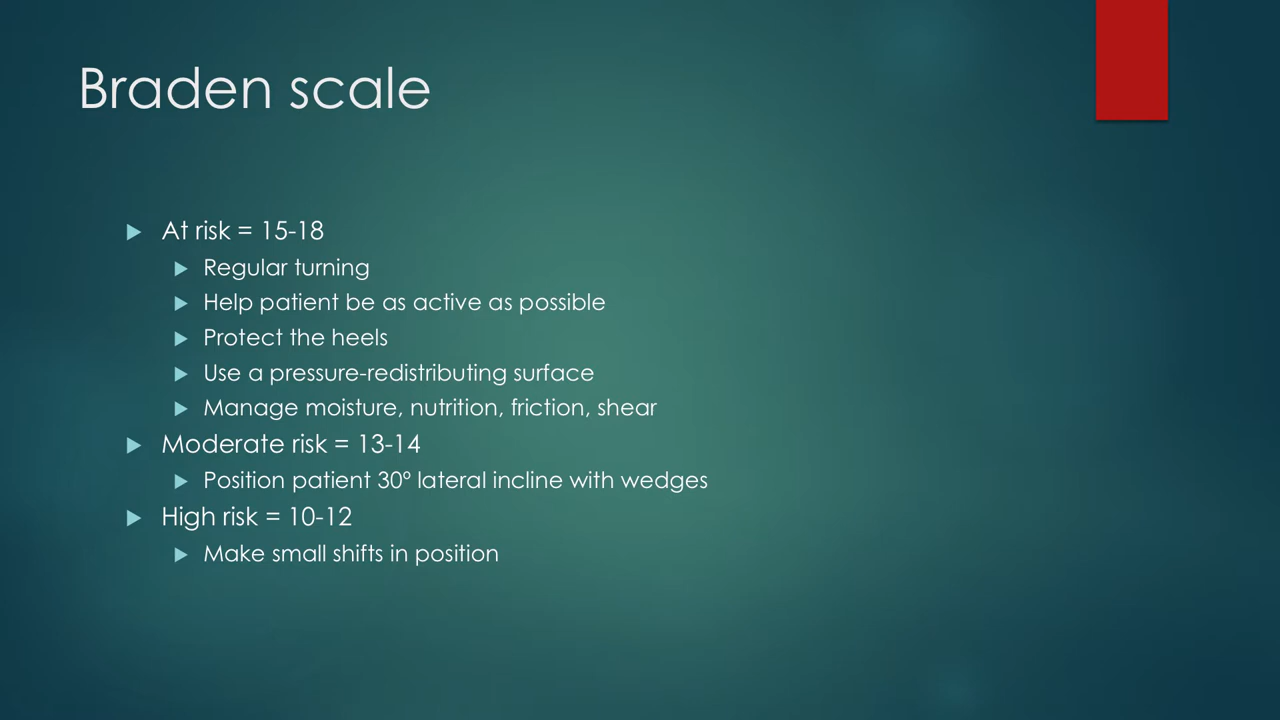 Braden scale
At risk = 15-18
Regular turning
Help patient be as active as possible
Protect the heels
Use a pressure-redistributing surface
Manage moisture, nutrition, friction, shear
Moderate risk = 13-14
Position patient 30º lateral incline with wedges
High risk = 10-12
Make small shifts in position